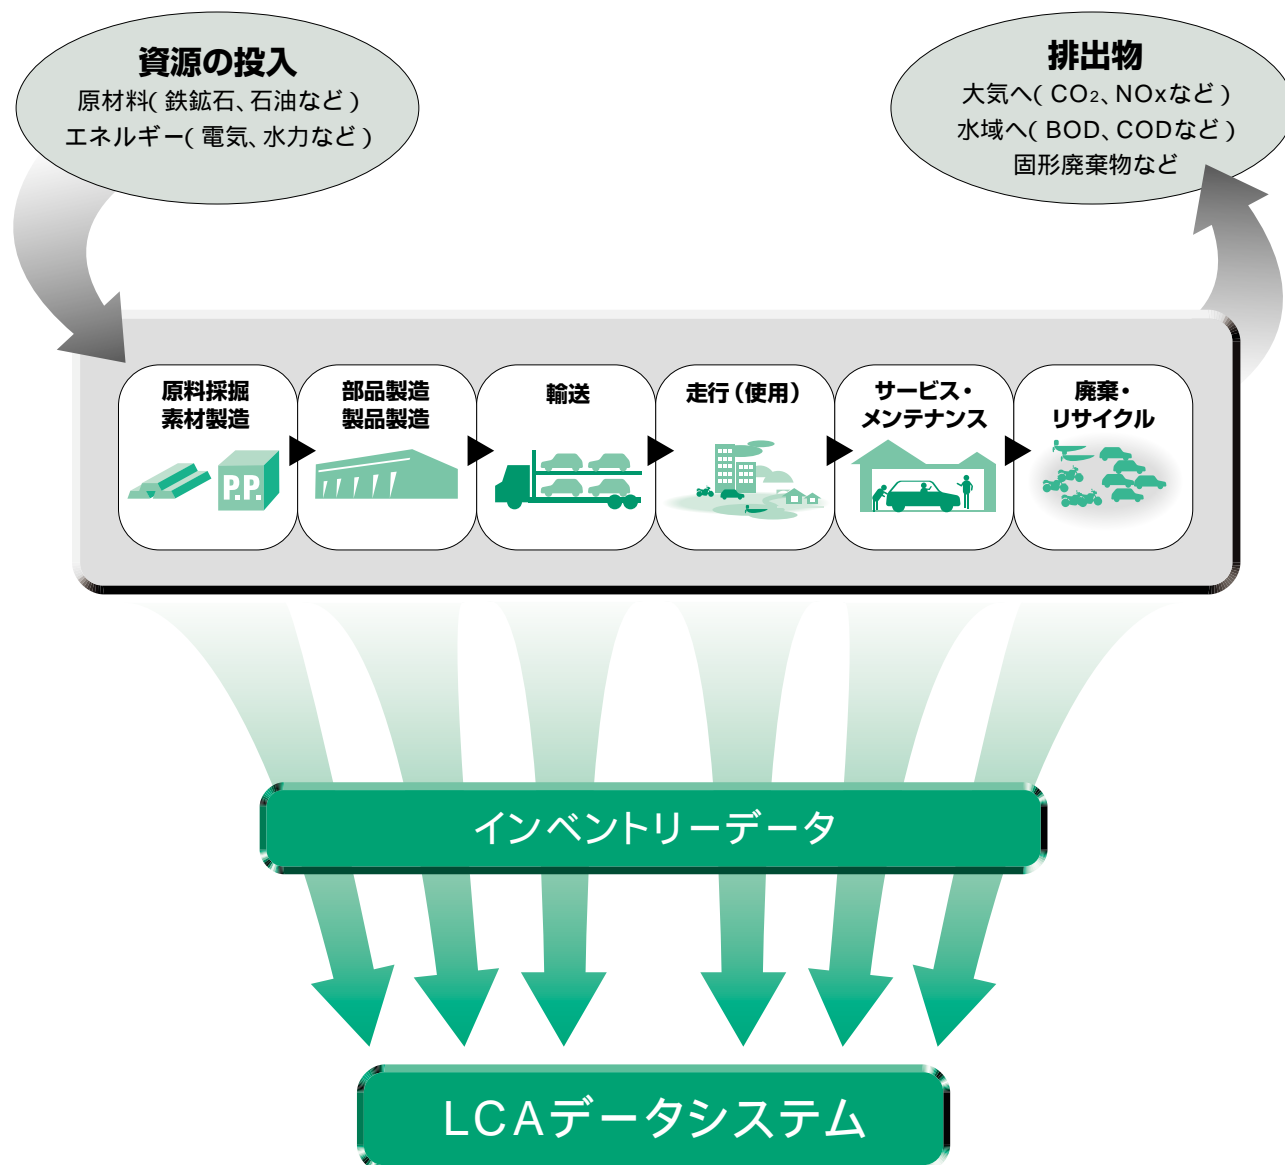 資源の投入
原材料(鉄鉱石、石油など)
エネルギー(電気、水力など)
排出物
大気へ(CO₂、NOxなど)
水域へ(BOD、CODなど)
固形廃棄物など
原料採掘
素材製造
部品製造
製品製造
輸送
走行(使用)
サービス・
メンテナンス
廃棄・
リサイクル
P.P.
インベントリーデータ
LCAデータシステム